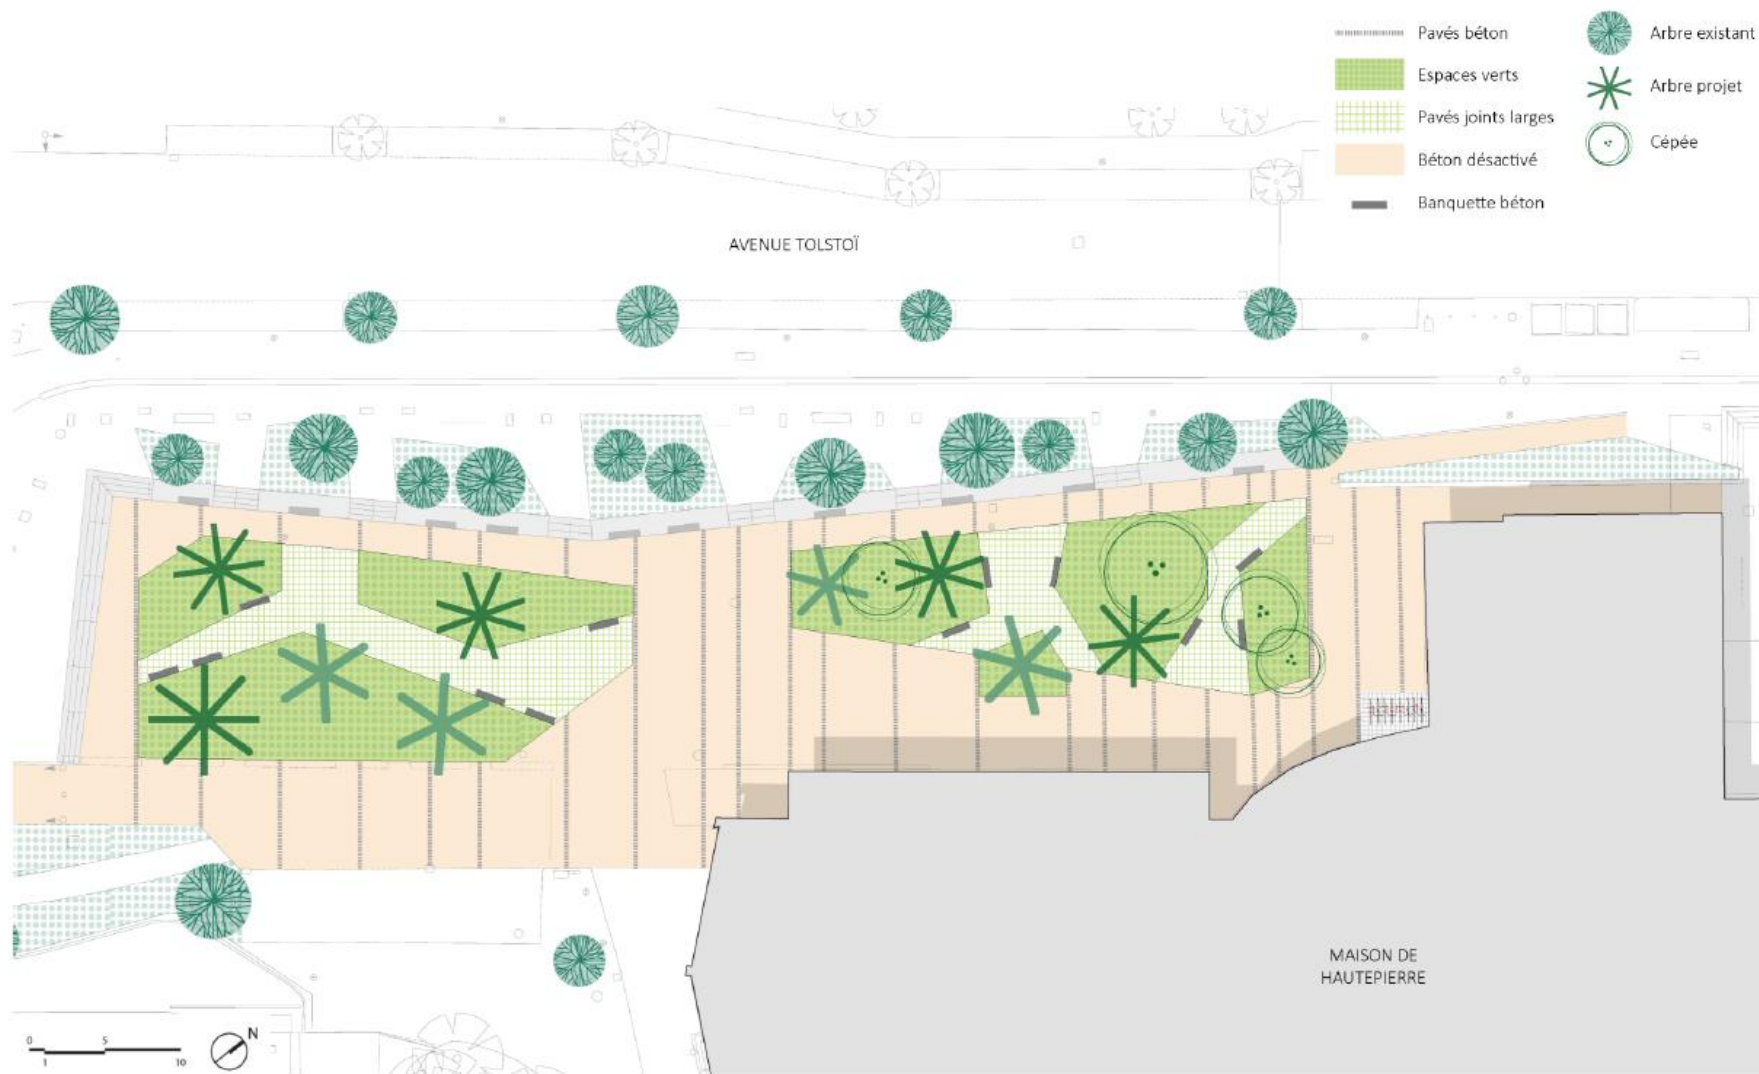 Pavés béton
Espaces verts
Pavés joints larges
Béton désactivé
Banquette béton
Arbre existant
Arbre projet
Cépée
AVENUE TOLSTOÏ
MAISON DE
HAUTEPIERRE
0 5
1 10
N